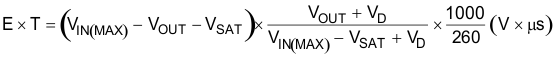 E × T = (V_IN(MAX) − V_OUT − V_SAT) × (V_OUT + V_D) / (V_IN(MAX) − V_SAT + V_D) × 1000 / 260 (V × μs)